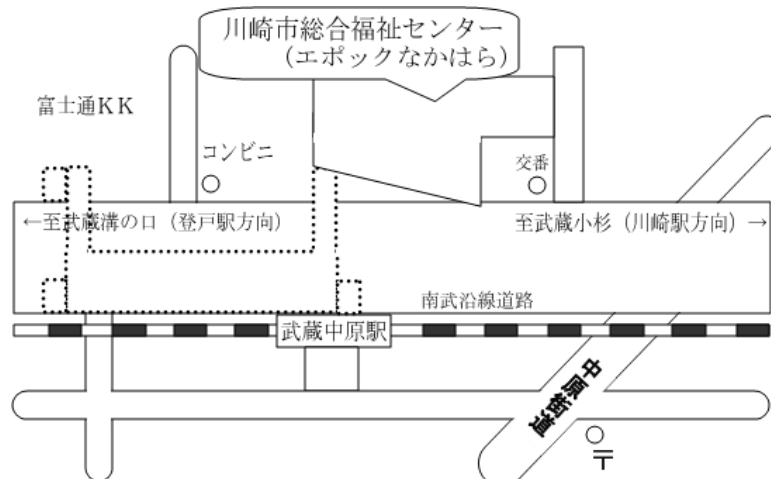 川崎市総合福祉センター
(エポックなかはら)
富士通KK
コンビニ
交番
←至武蔵溝の口(登戸駅方向)
至武蔵小杉(川崎駅方向)→
南武沿線道路
武蔵中原駅
中原街道
〒